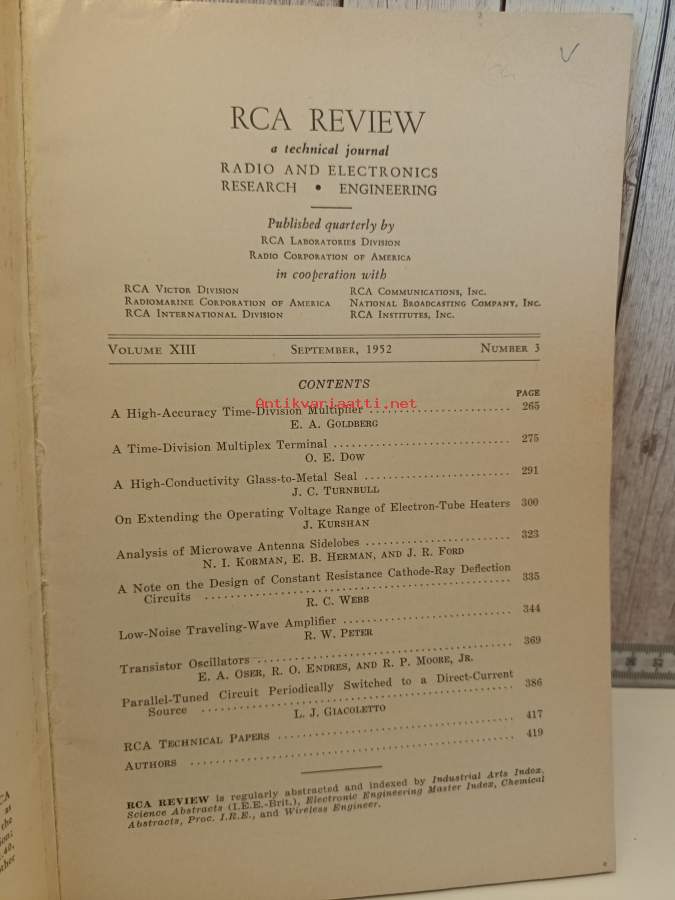 RCA REVIEW
a technical journal
RADIO AND ELECTRONICS
RESEARCH • ENGINEERING
Published quarterly by
RCA LABORATORIES DIVISION
RADIO CORPORATION OF AMERICA
in cooperation with
RCA VICTOR DIVISION RCA COMMUNICATIONS, INC.
RADIOMARINE CORPORATION OF AMERICA NATIONAL BROADCASTING COMPANY, INC.
RCA INTERNATIONAL DIVISION RCA INSTITUTES, INC.
VOLUME XIII SEPTEMBER, 1952 NUMBER 3
CONTENTS
PAGE
Antikvariaatti.net
A High-Accuracy Time-Division Multiplier 265
E. A. GOLDBERG
A Time-Division Multiplex Terminal 275
O. E. DOW
A High-Conductivity Glass-to-Metal Seal 291
J. C. TURNBULL
On Extending the Operating Voltage Range of Electron-Tube Heaters 300
J. KURSHAN
Analysis of Microwave Antenna Sidelobes 323
N. I. KORMAN, E. B. HERMAN, AND J. R. FORD
A Note on the Design of Constant Resistance Cathode-Ray Deflection
Circuits 335
R. C. WEBB
Low-Noise Traveling-Wave Amplifier 344
R. W. PETER
Transistor Oscillators 369
E. A. OSER, R. O. ENDRES, AND R. P. MOORE, JR.
Parallel-Tuned Circuit Periodically Switched to a Direct-Current
Source 386
L. J. GIACOLETTO
RCA TECHNICAL PAPERS 417
AUTHORS 419
RCA REVIEW is regularly abstracted and indexed by Industrial Arts Index,
Science Abstracts (I.E.E.-Brit.), Electronic Engineering Master Index, Chemical
Abstracts, Proc. I.R.E., and Wireless Engineer.